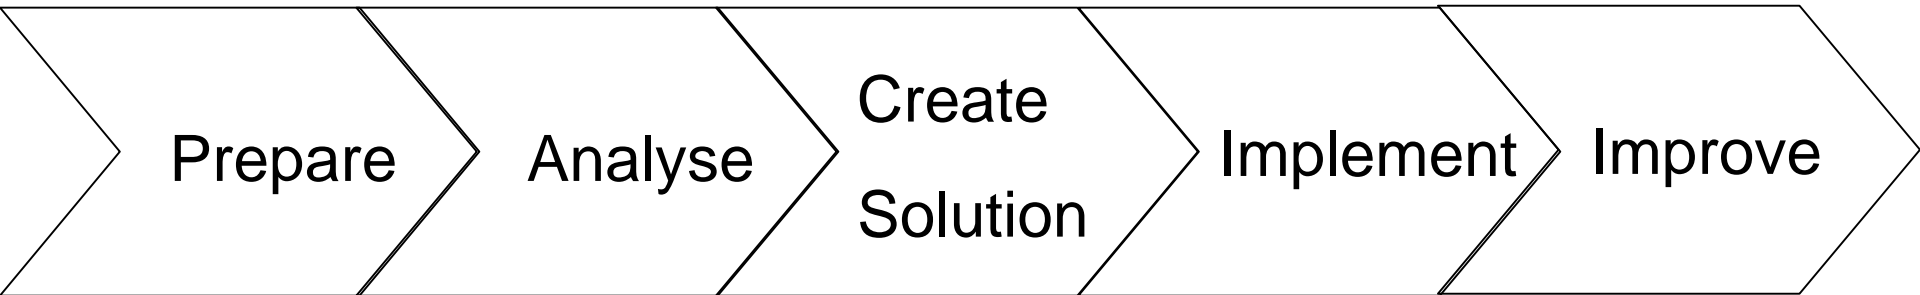 Prepare
Analyse
Create
Solution
Implement
Improve